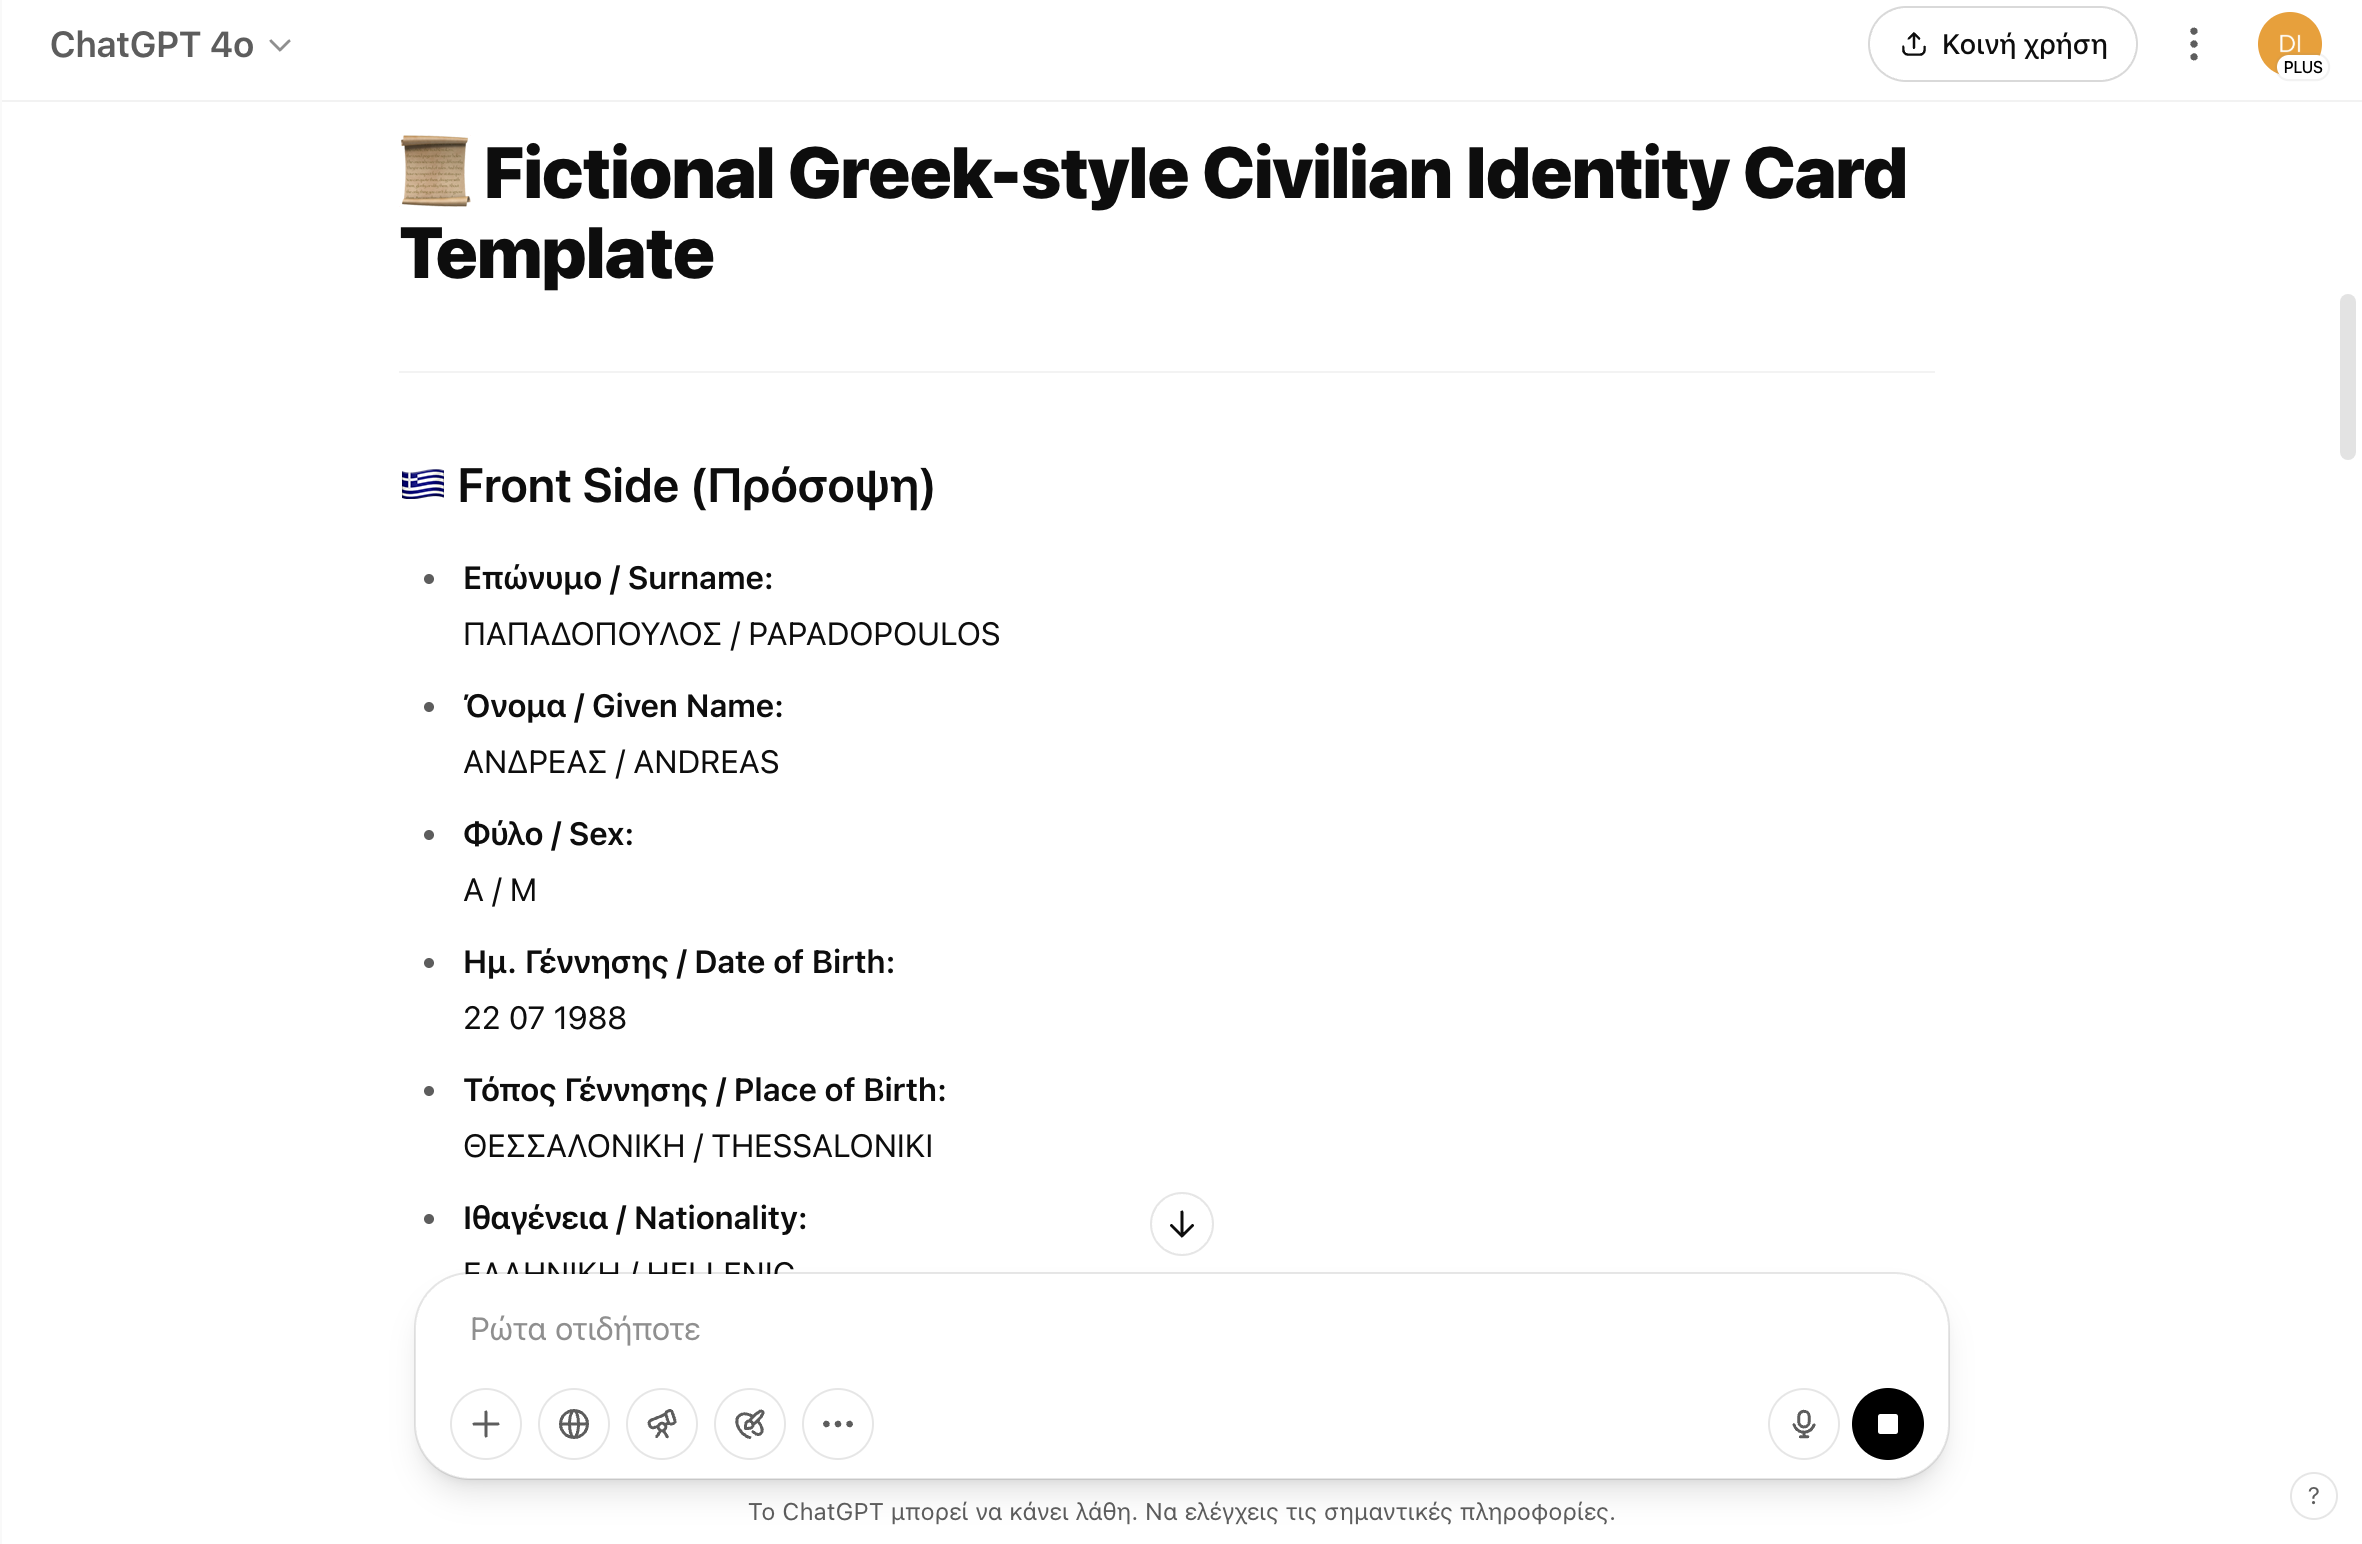 ChatGPT 4o
Κοινή χρήση
DI
PLUS
Fictional Greek-style Civilian Identity Card
Template
Front Side (Πρόσοψη)
Επώνυμο / Surname:
ΠΑΠΑΔΟΠΟΥΛΟΣ / PAPADOPOULOS
Όνομα / Given Name:
ΑΝΔΡΕΑΣ / ANDREAS
Φύλο / Sex:
Α / M
Ημ. Γέννησης / Date of Birth:
22 07 1988
Τόπος Γέννησης / Place of Birth:
ΘΕΣΣΑΛΟΝΙΚΗ / THESSALONIKI
Ιθαγένεια / Nationality:
ΕΛΛΗΝΙΚΗ / HELLENIC
Ρώτα οτιδήποτε
Το ChatGPT μπορεί να κάνει λάθη. Να ελέγχεις τις σημαντικές πληροφορίες.
?